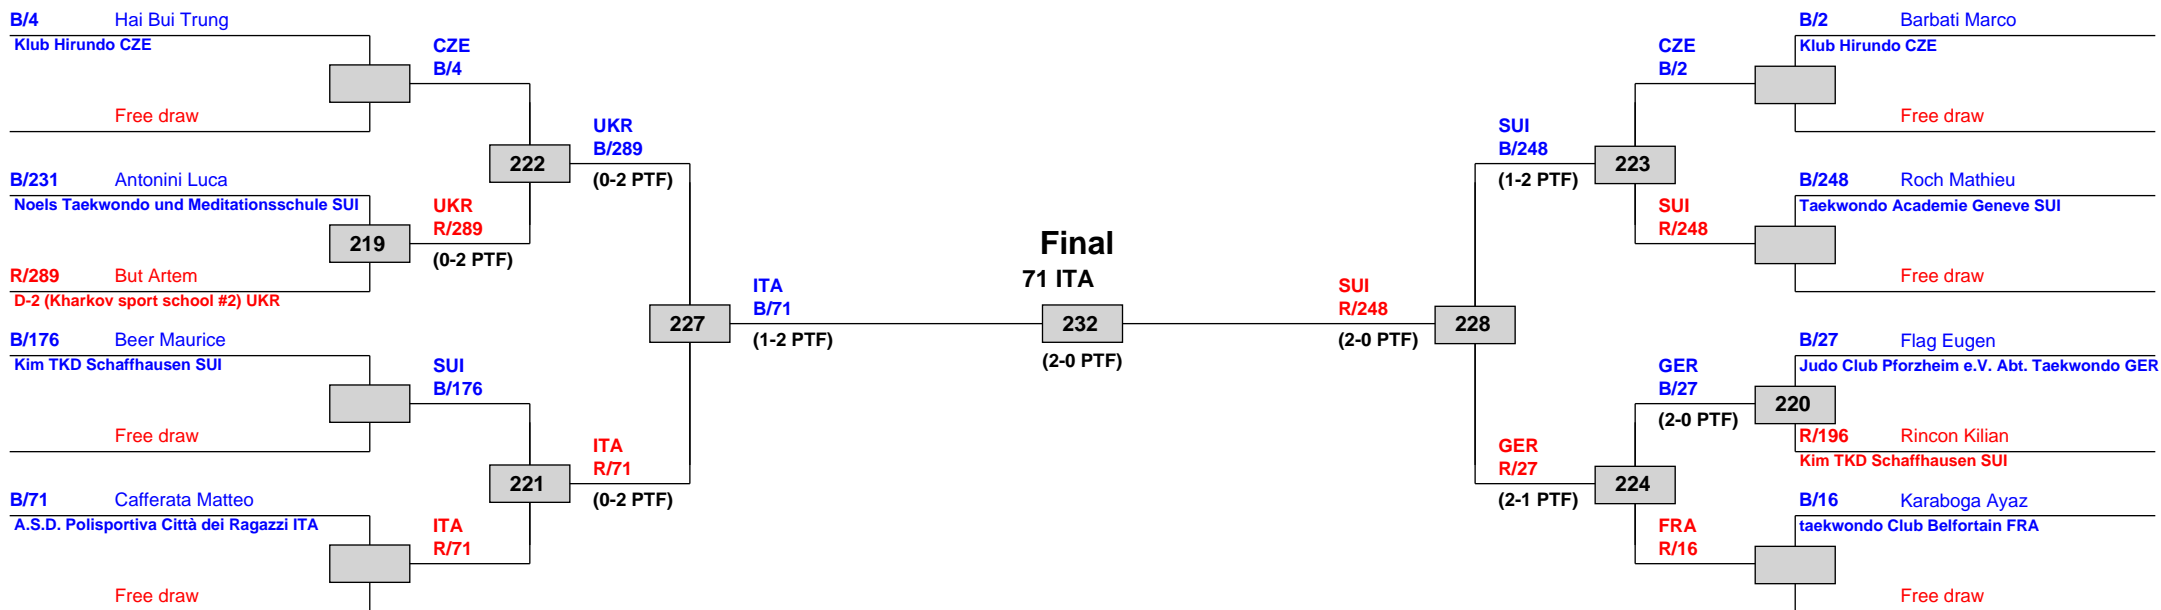 B/4 Hai Bui Trung
Klub Hirundo CZE
Free draw
B/231 Antonini Luca
Noels Taekwondo und Meditationsschule SUI
219
R/289 But Artem
D-2 (Kharkov sport school #2) UKR
B/176 Beer Maurice
Kim TKD Schaffhausen SUI
Free draw
B/71 Cafferata Matteo
A.S.D. Polisportiva Città dei Ragazzi ITA
Free draw
CZE
B/4
222
UKR
R/289
(0-2 PTF)
SUI
B/176
221
ITA
R/71
UKR
B/289
(0-2 PTF)
227
ITA
R/71
(0-2 PTF)
ITA
B/71
(1-2 PTF)
Final
71 ITA
232
(2-0 PTF)
SUI
R/248
(2-0 PTF)
228
SUI
B/248
(1-2 PTF)
223
GER
R/27
(2-1 PTF)
224
CZE
B/2
SUI
R/248
GER
B/27
(2-0 PTF)
220
FRA
R/16
B/2 Barbati Marco
Klub Hirundo CZE
Free draw
B/248 Roch Mathieu
Taekwondo Academie Geneve SUI
Free draw
B/27 Flag Eugen
Judo Club Pforzheim e.V. Abt. Taekwondo GER
R/196 Rincon Kilian
Kim TKD Schaffhausen SUI
B/16 Karaboga Ayaz
taekwondo Club Belfortain FRA
Free draw